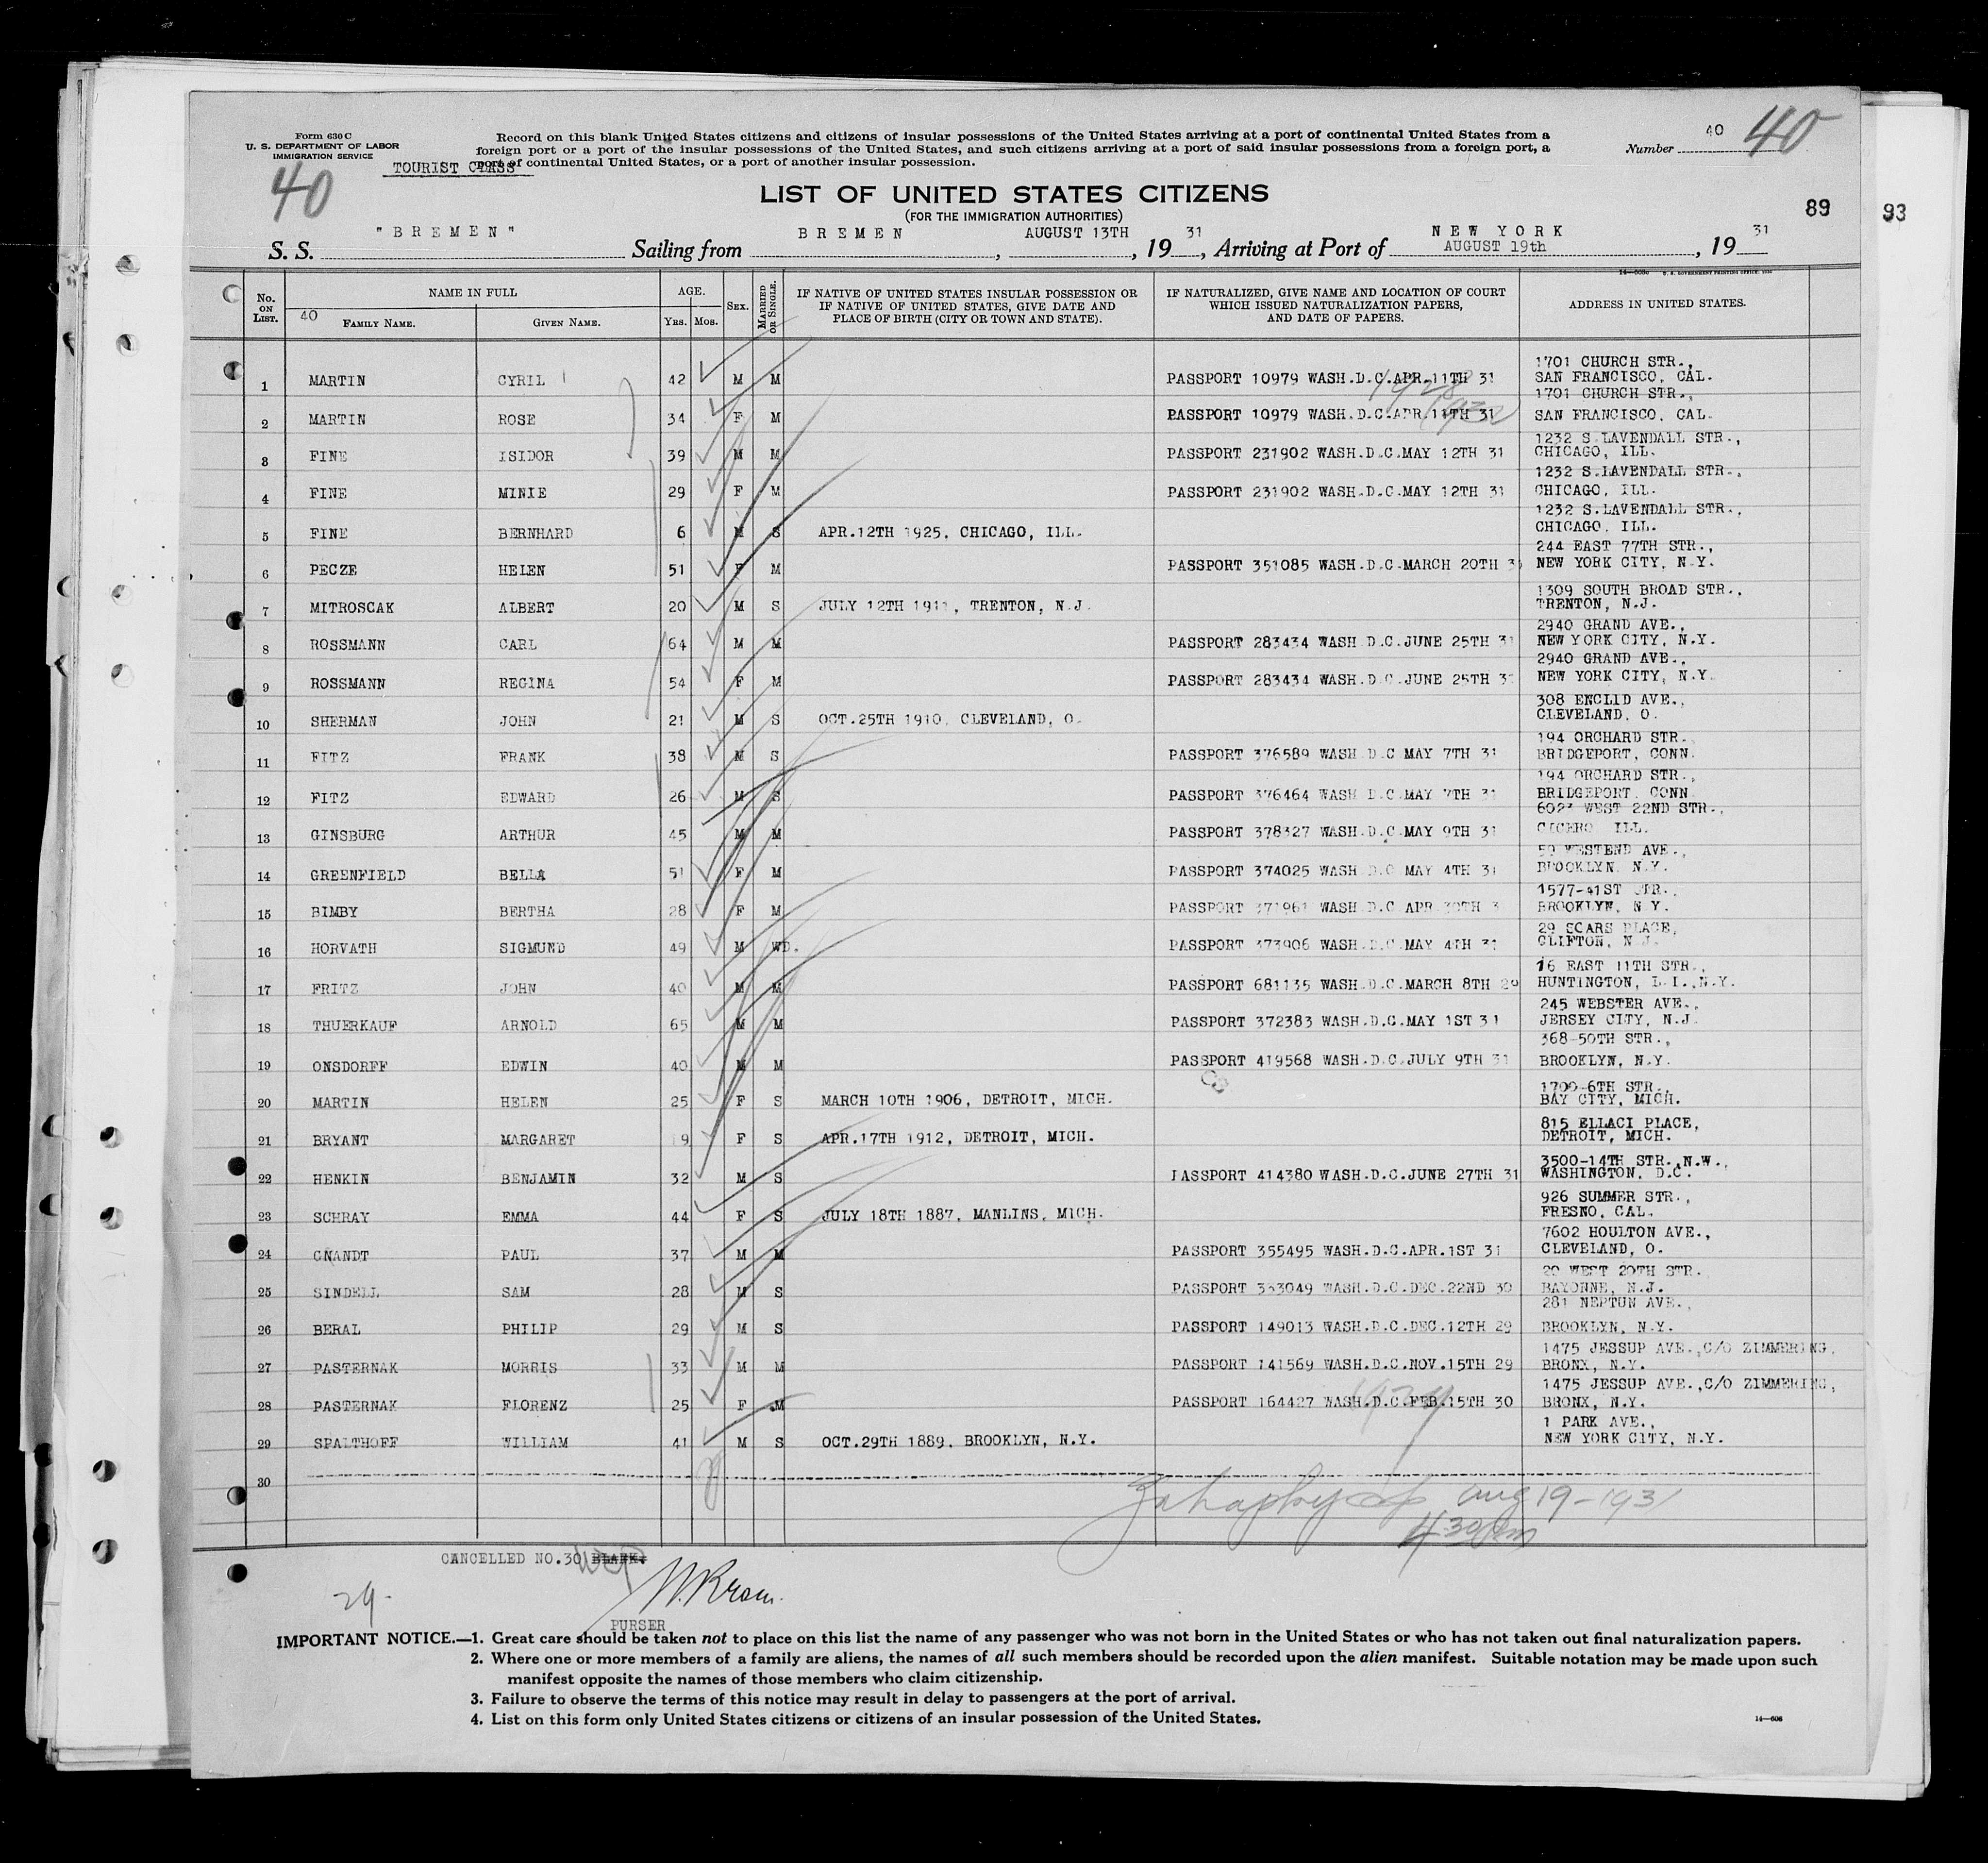 Form 630 C
U. S. DEPARTMENT OF LABOR
IMMIGRATION SERVICE
TOURIST CLASS
Record on this blank United States citizens and citizens of insular possessions of the United States arriving at a port of continental United States from a
foreign port or a port of the insular possessions of the United States, and such citizens arriving at a port of said insular possessions from a foreign port, a
port of continental United States, or a port of another insular possession.
Number 40
40
40
LIST OF UNITED STATES CITIZENS
(FOR THE IMMIGRATION AUTHORITIES)
89
93
S. S. "BREMEN" Sailing from BREMEN, AUGUST 13TH, 1931, Arriving at Port of NEW YORK AUGUST 19th, 1931
No. ON LIST. NAME IN FULL AGE. SEX. MARRIED OR SINGLE. IF NATIVE OF UNITED STATES INSULAR POSSESSION OR IF NATIVE OF UNITED STATES, GIVE DATE AND PLACE OF BIRTH (CITY OR TOWN AND STATE). IF NATURALIZED, GIVE NAME AND LOCATION OF COURT WHICH ISSUED NATURALIZATION PAPERS, AND DATE OF PAPERS. ADDRESS IN UNITED STATES.
40 FAMILY NAME. GIVEN NAME. YRS. MOS.
1 MARTIN CYRIL 42 M M PASSPORT 10979 WASH.D.C.APR.11TH 31 1701 CHURCH STR., SAN FRANCISCO, CAL.
2 MARTIN ROSE 34 F M PASSPORT 10979 WASH.D.C.APR.11TH 31 1701 CHURCH STR., SAN FRANCISCO, CAL.
3 FINE ISIDOR 39 M M PASSPORT 231902 WASH.D.C.MAY 12TH 31 1232 S.LAVENDALL STR., CHICAGO, ILL.
4 FINE MINIE 29 F M PASSPORT 231902 WASH.D.C.MAY 12TH 31 1232 S.LAVENDALL STR., CHICAGO, ILL.
5 FINE BERNHARD 6 M S APR.12TH 1925, CHICAGO, ILL. 1232 S.LAVENDALL STR., CHICAGO, ILL.
6 PECZE HELEN 51 F M PASSPORT 351085 WASH.D.C.MARCH 20TH 31 244 EAST 77TH STR., NEW YORK CITY, N.Y.
7 MITROSCAK ALBERT 20 M S JULY 12TH 1911, TRENTON, N.J. 1309 SOUTH BROAD STR., TRENTON, N.J.
8 ROSSMANN CARL 64 M M PASSPORT 283434 WASH.D.C.JUNE 25TH 31 2940 GRAND AVE., NEW YORK CITY, N.Y.
9 ROSSMANN REGINA 54 F M PASSPORT 283434 WASH.D.C.JUNE 25TH 31 2940 GRAND AVE., NEW YORK CITY, N.Y.
10 SHERMAN JOHN 21 M S OCT.25TH 1910, CLEVELAND, O. 308 ENCLID AVE., CLEVELAND, O.
11 FITZ FRANK 38 M S PASSPORT 376589 WASH.D.C MAY 7TH 31 194 ORCHARD STR. BRIDGEPORT, CONN.
12 FITZ EDWARD 26 M S PASSPORT 376464 WASH D.C.MAY 7TH 31 194 ORCHARD STR., BRIDGEPORT, CONN
13 GINSBURG ARTHUR 45 M M PASSPORT 378327 WASH.D.C.MAY 9TH 31 6023 WEST 22ND STR., CICERO ILL.
14 GREENFIELD BELLA 51 F M PASSPORT 374025 WASH D.C MAY 4TH 31 59 WESTEND AVE., BROOKLYN N.Y.
15 BIMBY BERTHA 28 F M PASSPORT 371961 WASH.D.C APR 30TH 3 1577-41ST STR., BROOKLYN, N.Y.
16 HORVATH SIGMUND 49 M WD. PASSPORT 373906 WASH.D.C.MAY 4TH 31 29 SCARS PLACE, CLIFTON, N.J.
17 FRITZ JOHN 40 M M PASSPORT 681135 WASH.D.C.MARCH 8TH 29 16 EAST 11TH STR., HUNTINGTON, L.I.,N.Y.
18 THUERKAUF ARNOLD 65 M M PASSPORT 372383 WASH.D.C.MAY 1ST 31 245 WEBSTER AVE., JERSEY CITY, N.J.
19 ONSDORFF EDWIN 40 M M PASSPORT 419568 WASH.D.C.JULY 9TH 31 368-50TH STR., BROOKLYN, N.Y.
20 MARTIN HELEN 25 F S MARCH 10TH 1906, DETROIT, MICH. 1700-6TH STR., BAY CITY, MICH.
21 BRYANT MARGARET 19 F S APR.17TH 1912, DETROIT, MICH. 815 ELLACI PLACE, DETROIT, MICH.
22 HENKIN BENJAMIN 32 M S PASSPORT 414380 WASH.D.C.JUNE 27TH 31 3500-14TH STR.,N.W., WASHINGTON, D.C.
23 SCHRAY EMMA 44 F S JULY 18TH 1887, MANLINS, MICH. 926 SUMMER STR., FRESNO, CAL.
24 GNANDT PAUL 37 M M PASSPORT 355495 WASH.D.C.APR.1ST 31 7602 HOULTON AVE., CLEVELAND, O.
25 SINDELL SAM 28 M S PASSPORT 333049 WASH.D.C.DEC.22ND 30 20 WEST 20TH STR. BAYONNE, N.J.
26 BERAL PHILIP 29 M S PASSPORT 149013 WASH.D.C.DEC.12TH 29 281 NEPTUN AVE., BROOKLYN, N.Y.
27 PASTERNAK MORRIS 33 M M PASSPORT 141569 WASH.D.C.NOV.15TH 29 1475 JESSUP AVE.,C/O ZIMMERING, BRONX, N.Y.
28 PASTERNAK FLORENZ 25 F M PASSPORT 164427 WASH.D.C.FEB.15TH 30 1475 JESSUP AVE.,C/O ZIMMERING, BRONX, N.Y.
29 SPALTHOFF WILLIAM 41 M S OCT.29TH 1889, BROOKLYN, N.Y. 1 PARK AVE., NEW YORK CITY, N.Y.
30
Aug 19-1931
4 30 pm
CANCELLED NO.30 BLANK.
29.
PURSER
IMPORTANT NOTICE.—1. Great care should be taken not to place on this list the name of any passenger who was not born in the United States or who has not taken out final naturalization papers.
2. Where one or more members of a family are aliens, the names of all such members should be recorded upon the alien manifest. Suitable notation may be made upon such
manifest opposite the names of those members who claim citizenship.
3. Failure to observe the terms of this notice may result in delay to passengers at the port of arrival.
4. List on this form only United States citizens or citizens of an insular possession of the United States.
14—606